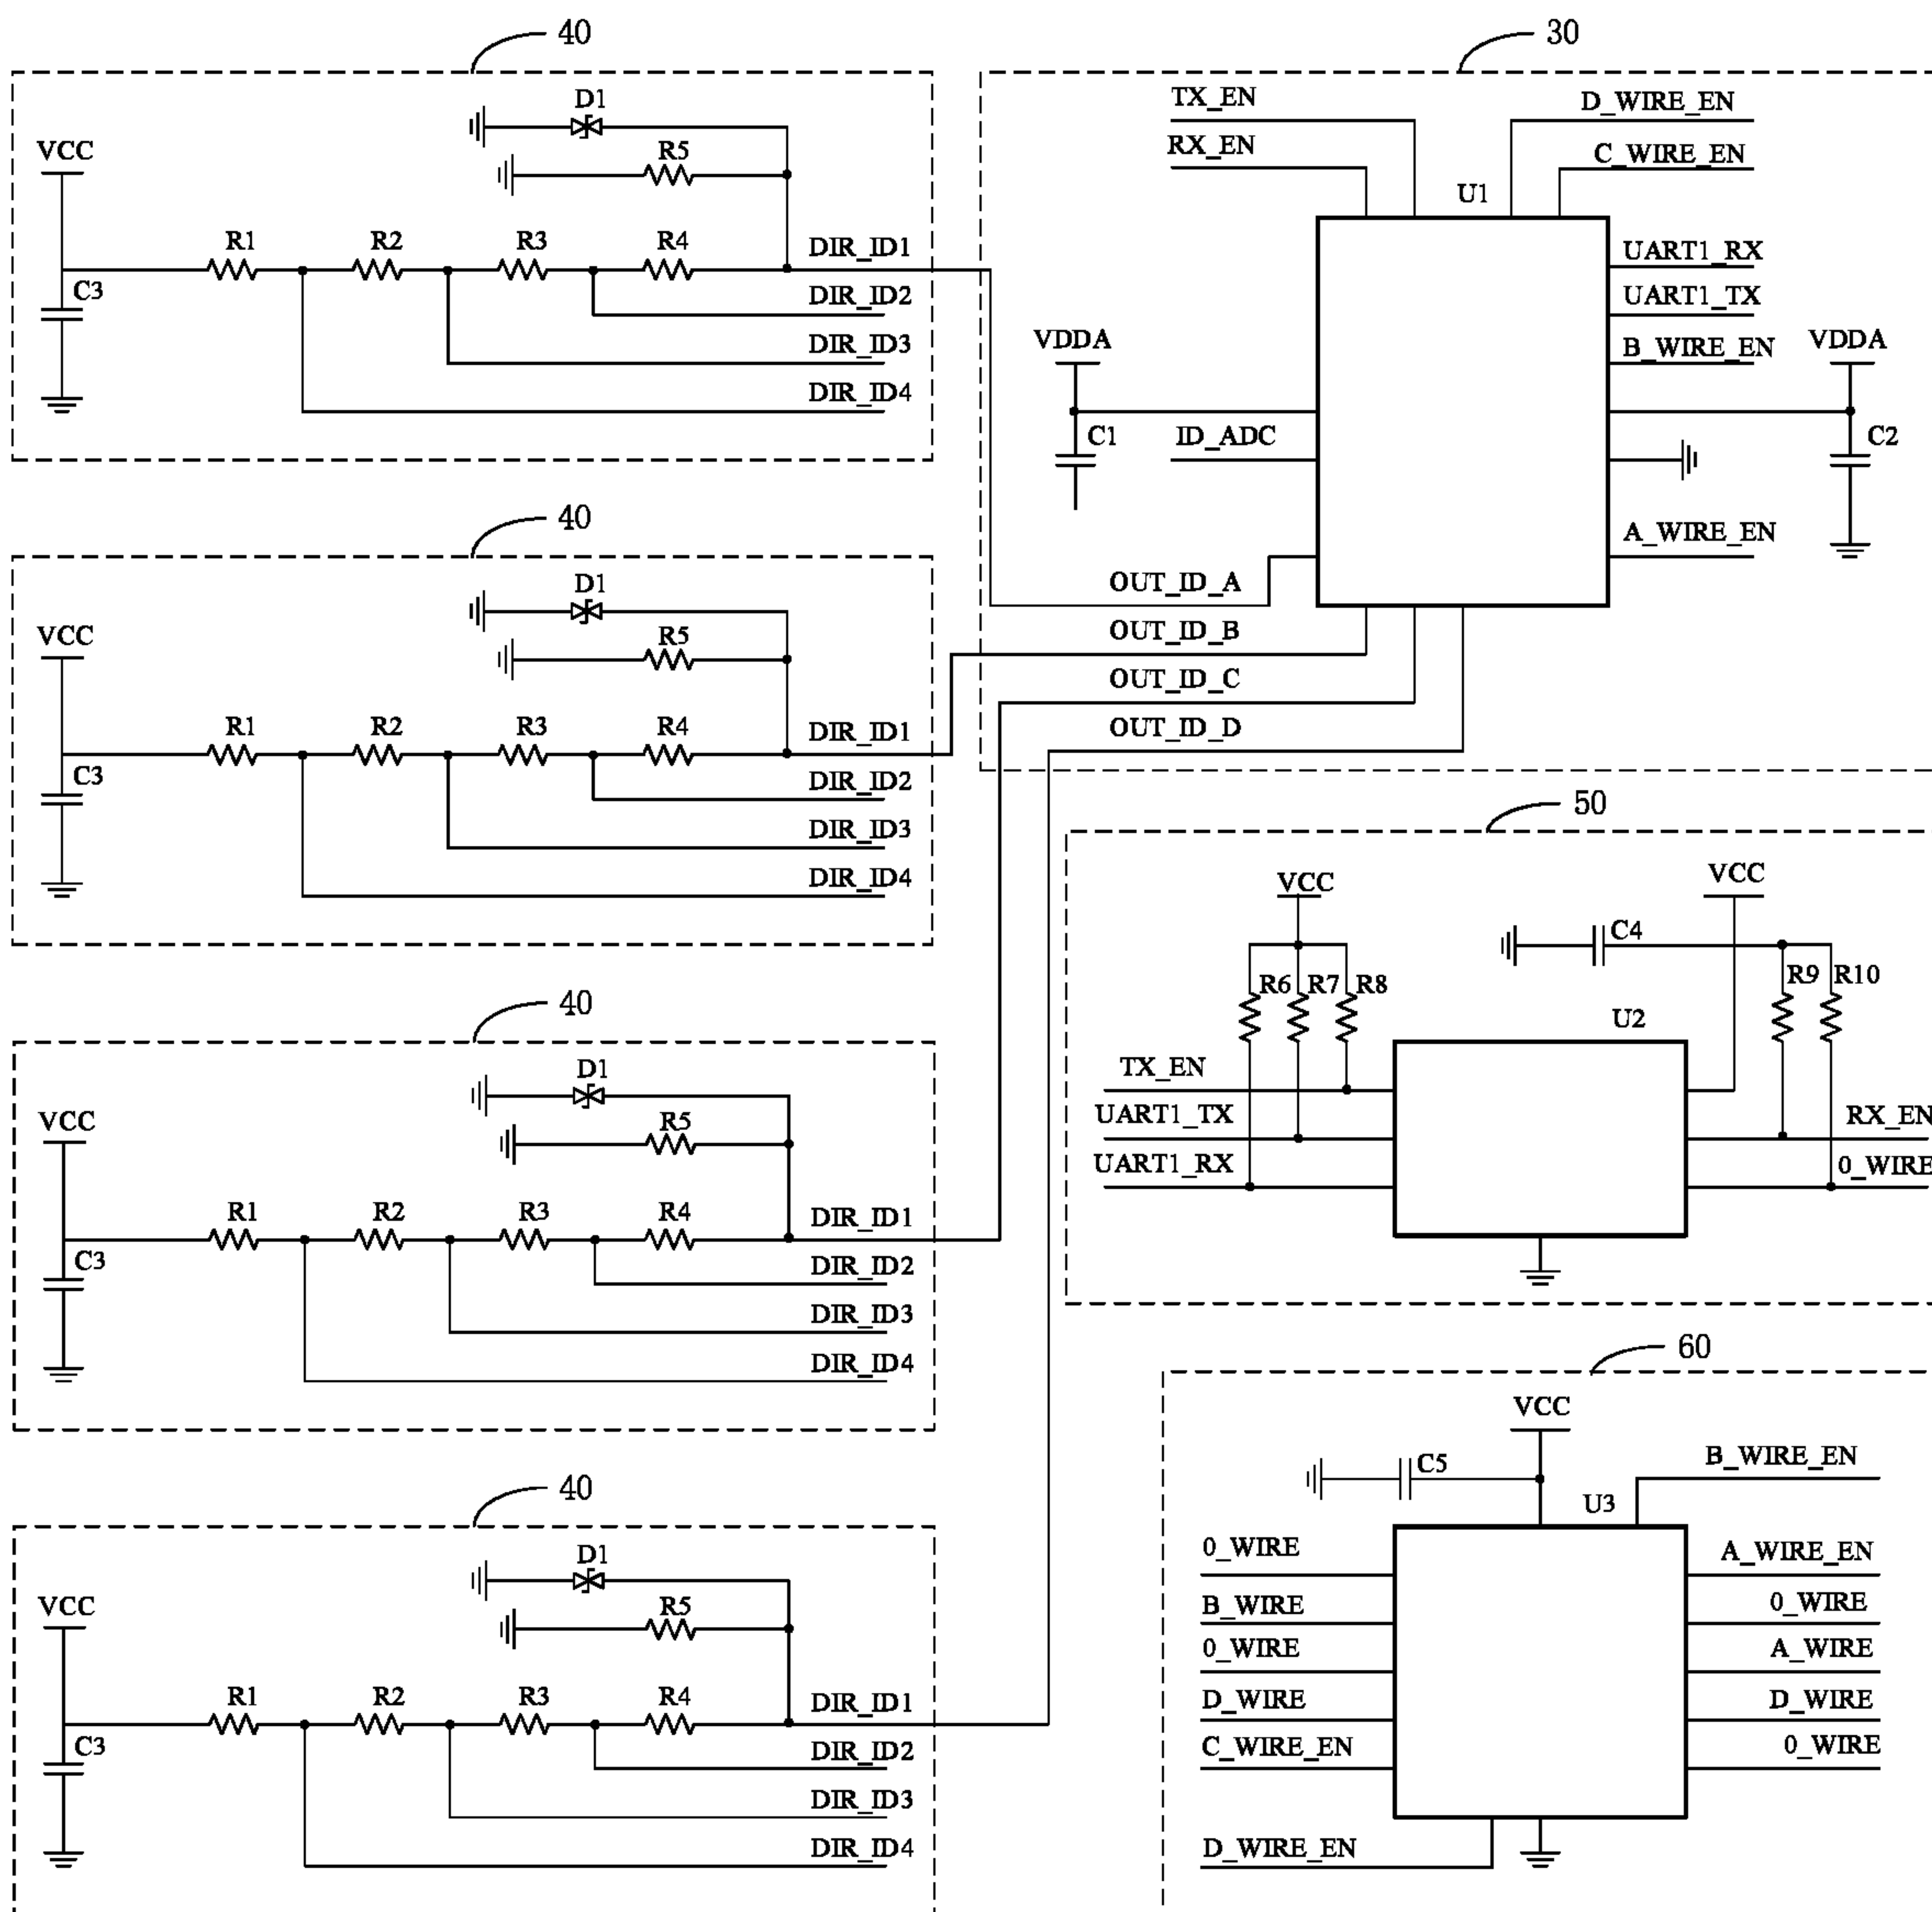 40
D1
VCC
R5
R1
R2
R3
R4
DIR_ID1
C3
DIR_ID2
DIR_ID3
DIR_ID4
40
D1
VCC
R5
R1
R2
R3
R4
DIR_ID1
C3
DIR_ID2
DIR_ID3
DIR_ID4
40
D1
VCC
R5
R1
R2
R3
R4
DIR_ID1
C3
DIR_ID2
DIR_ID3
DIR_ID4
40
D1
VCC
R5
R1
R2
R3
R4
DIR_ID1
C3
DIR_ID2
DIR_ID3
DIR_ID4
30
TX_EN
D_WIRE_EN
RX_EN
C_WIRE_EN
U1
UART1_RX
UART1_TX
VDDA
B_WIRE_EN
VDDA
C1
ID_ADC
C2
A_WIRE_EN
OUT_ID_A
OUT_ID_B
OUT_ID_C
OUT_ID_D
50
VCC
VCC
C4
R6
R7
R8
R9
R10
U2
TX_EN
UART1_TX
RX_EN
UART1_RX
0_WIRE
60
VCC
C5
B_WIRE_EN
U3
0_WIRE
A_WIRE_EN
B_WIRE
0_WIRE
0_WIRE
A_WIRE
D_WIRE
D_WIRE
C_WIRE_EN
0_WIRE
D_WIRE_EN